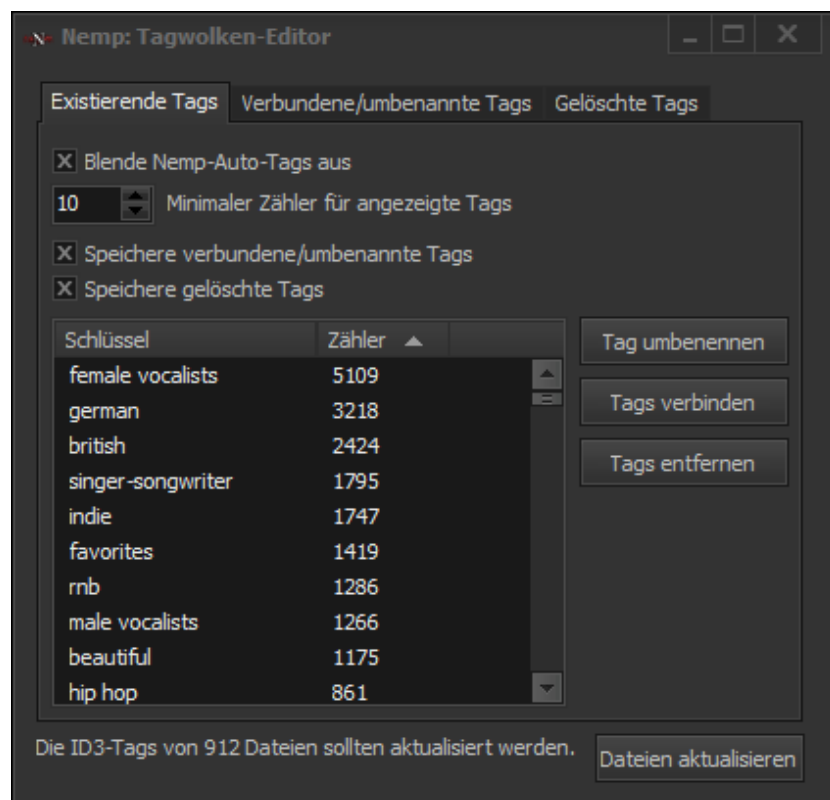 N Nemp: Tagwolken-Editor
Existierende Tags Verbundene/umbenannte Tags Gelöschte Tags
Blende Nemp-Auto-Tags aus
10 Minimaler Zähler für angezeigte Tags
Speichere verbundene/umbenannte Tags
Speichere gelöschte Tags
Schlüssel Zähler
Tag umbenennen
female vocalists 5109
german 3218
Tags verbinden
british 2424
singer-songwriter 1795
Tags entfernen
indie 1747
favorites 1419
rnb 1286
male vocalists 1266
beautiful 1175
hip hop 861
Die ID3-Tags von 912 Dateien sollten aktualisiert werden.
Dateien aktualisieren